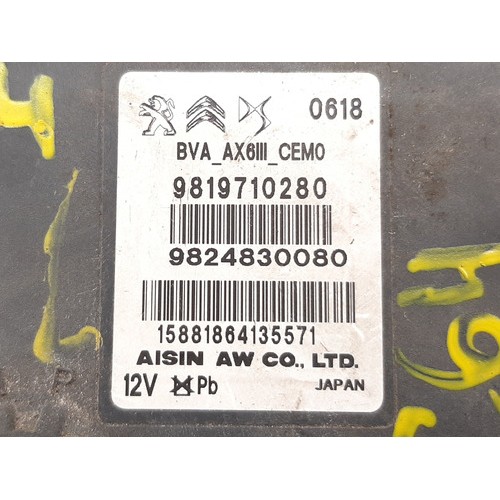 0618
BVA_AX6III_CEMO
9819710280
9824830080
15881864135571
AISIN AW CO., LTD.
12V Pb JAPAN
P